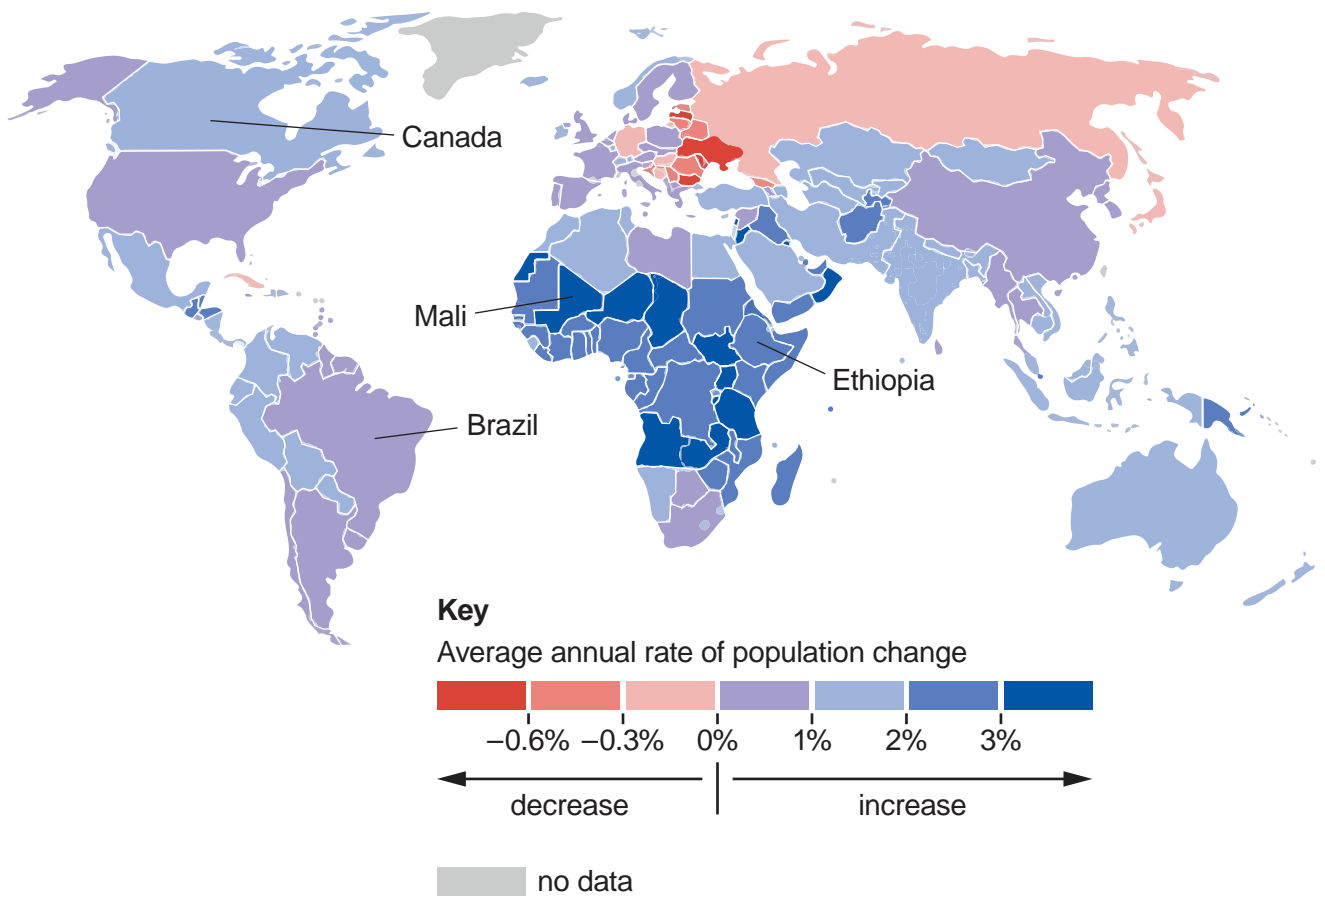 Canada
Mali
Ethiopia
Brazil
Key
Average annual rate of population change
–0.6% –0.3% 0% 1% 2% 3%
decrease increase
no data